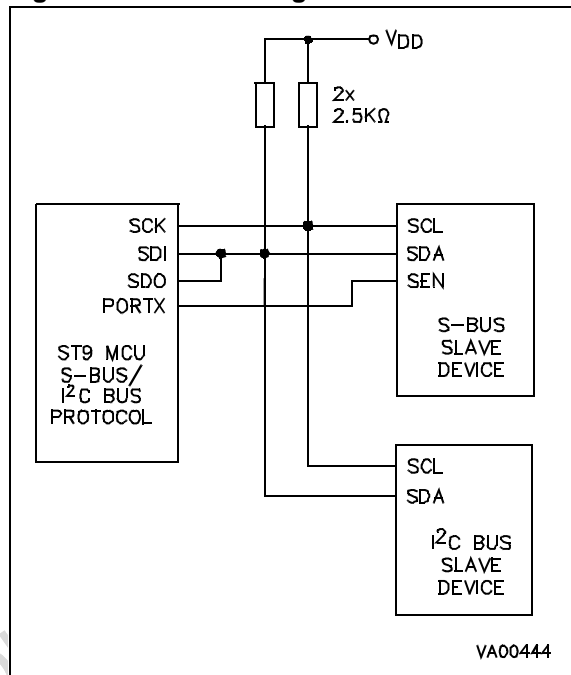 VDD
2x
2.5KΩ
SCK
SDI
SDO
PORTX
ST9 MCU
S-BUS/
I2C BUS
PROTOCOL
SCL
SDA
SEN
S-BUS
SLAVE
DEVICE
SCL
SDA
I2C BUS
SLAVE
DEVICE
VA00444